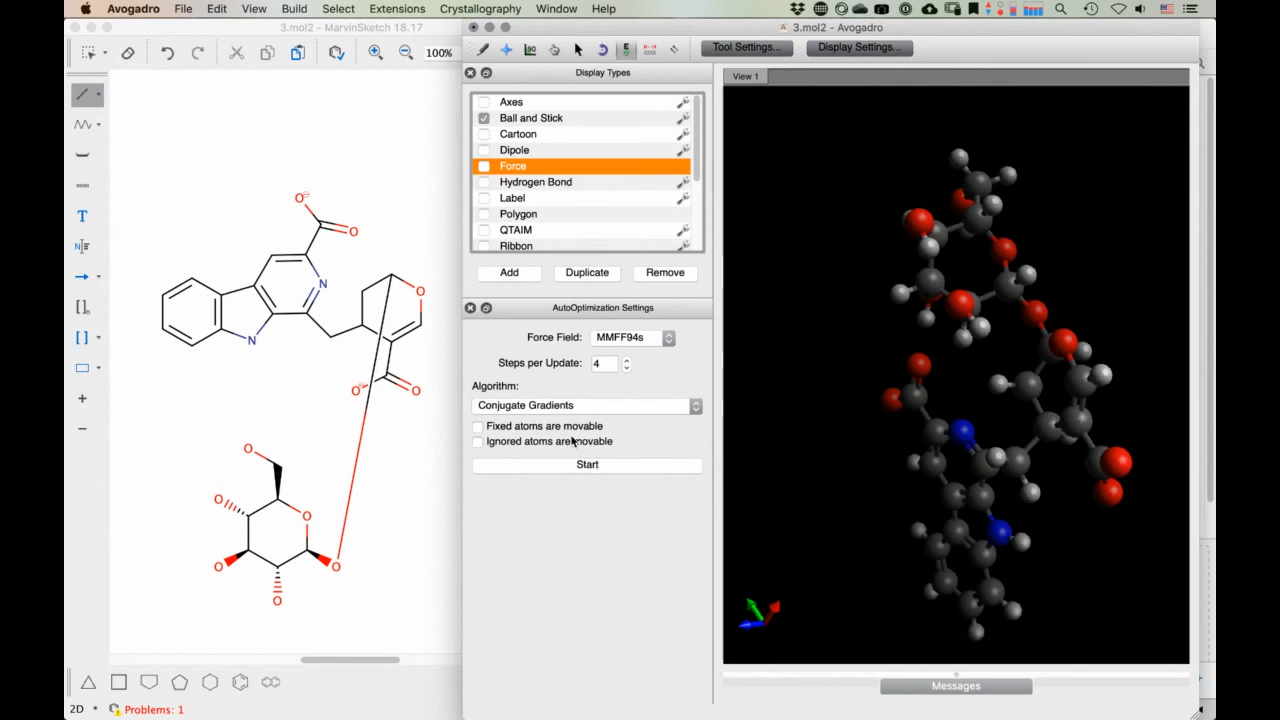 Avogadro File Edit View Build Select Extensions Crystallography Window Help
3.mol2 - MarvinSketch 18.17
3.mol2 - Avogadro
100%
Tool Settings...
Display Settings...
Display Types
View 1
Axes
Ball and Stick
Cartoon
Dipole
Force
Hydrogen Bond
Label
Polygon
QTAIM
Ribbon
Add Duplicate Remove
AutoOptimization Settings
Force Field: MMFF94s
Steps per Update: 4
Algorithm:
Conjugate Gradients
Fixed atoms are movable
Ignored atoms are movable
Start
T
N
E
O
O
N
O
N
O
O
O
O
O
O
O
O
Messages
2D * Problems: 1